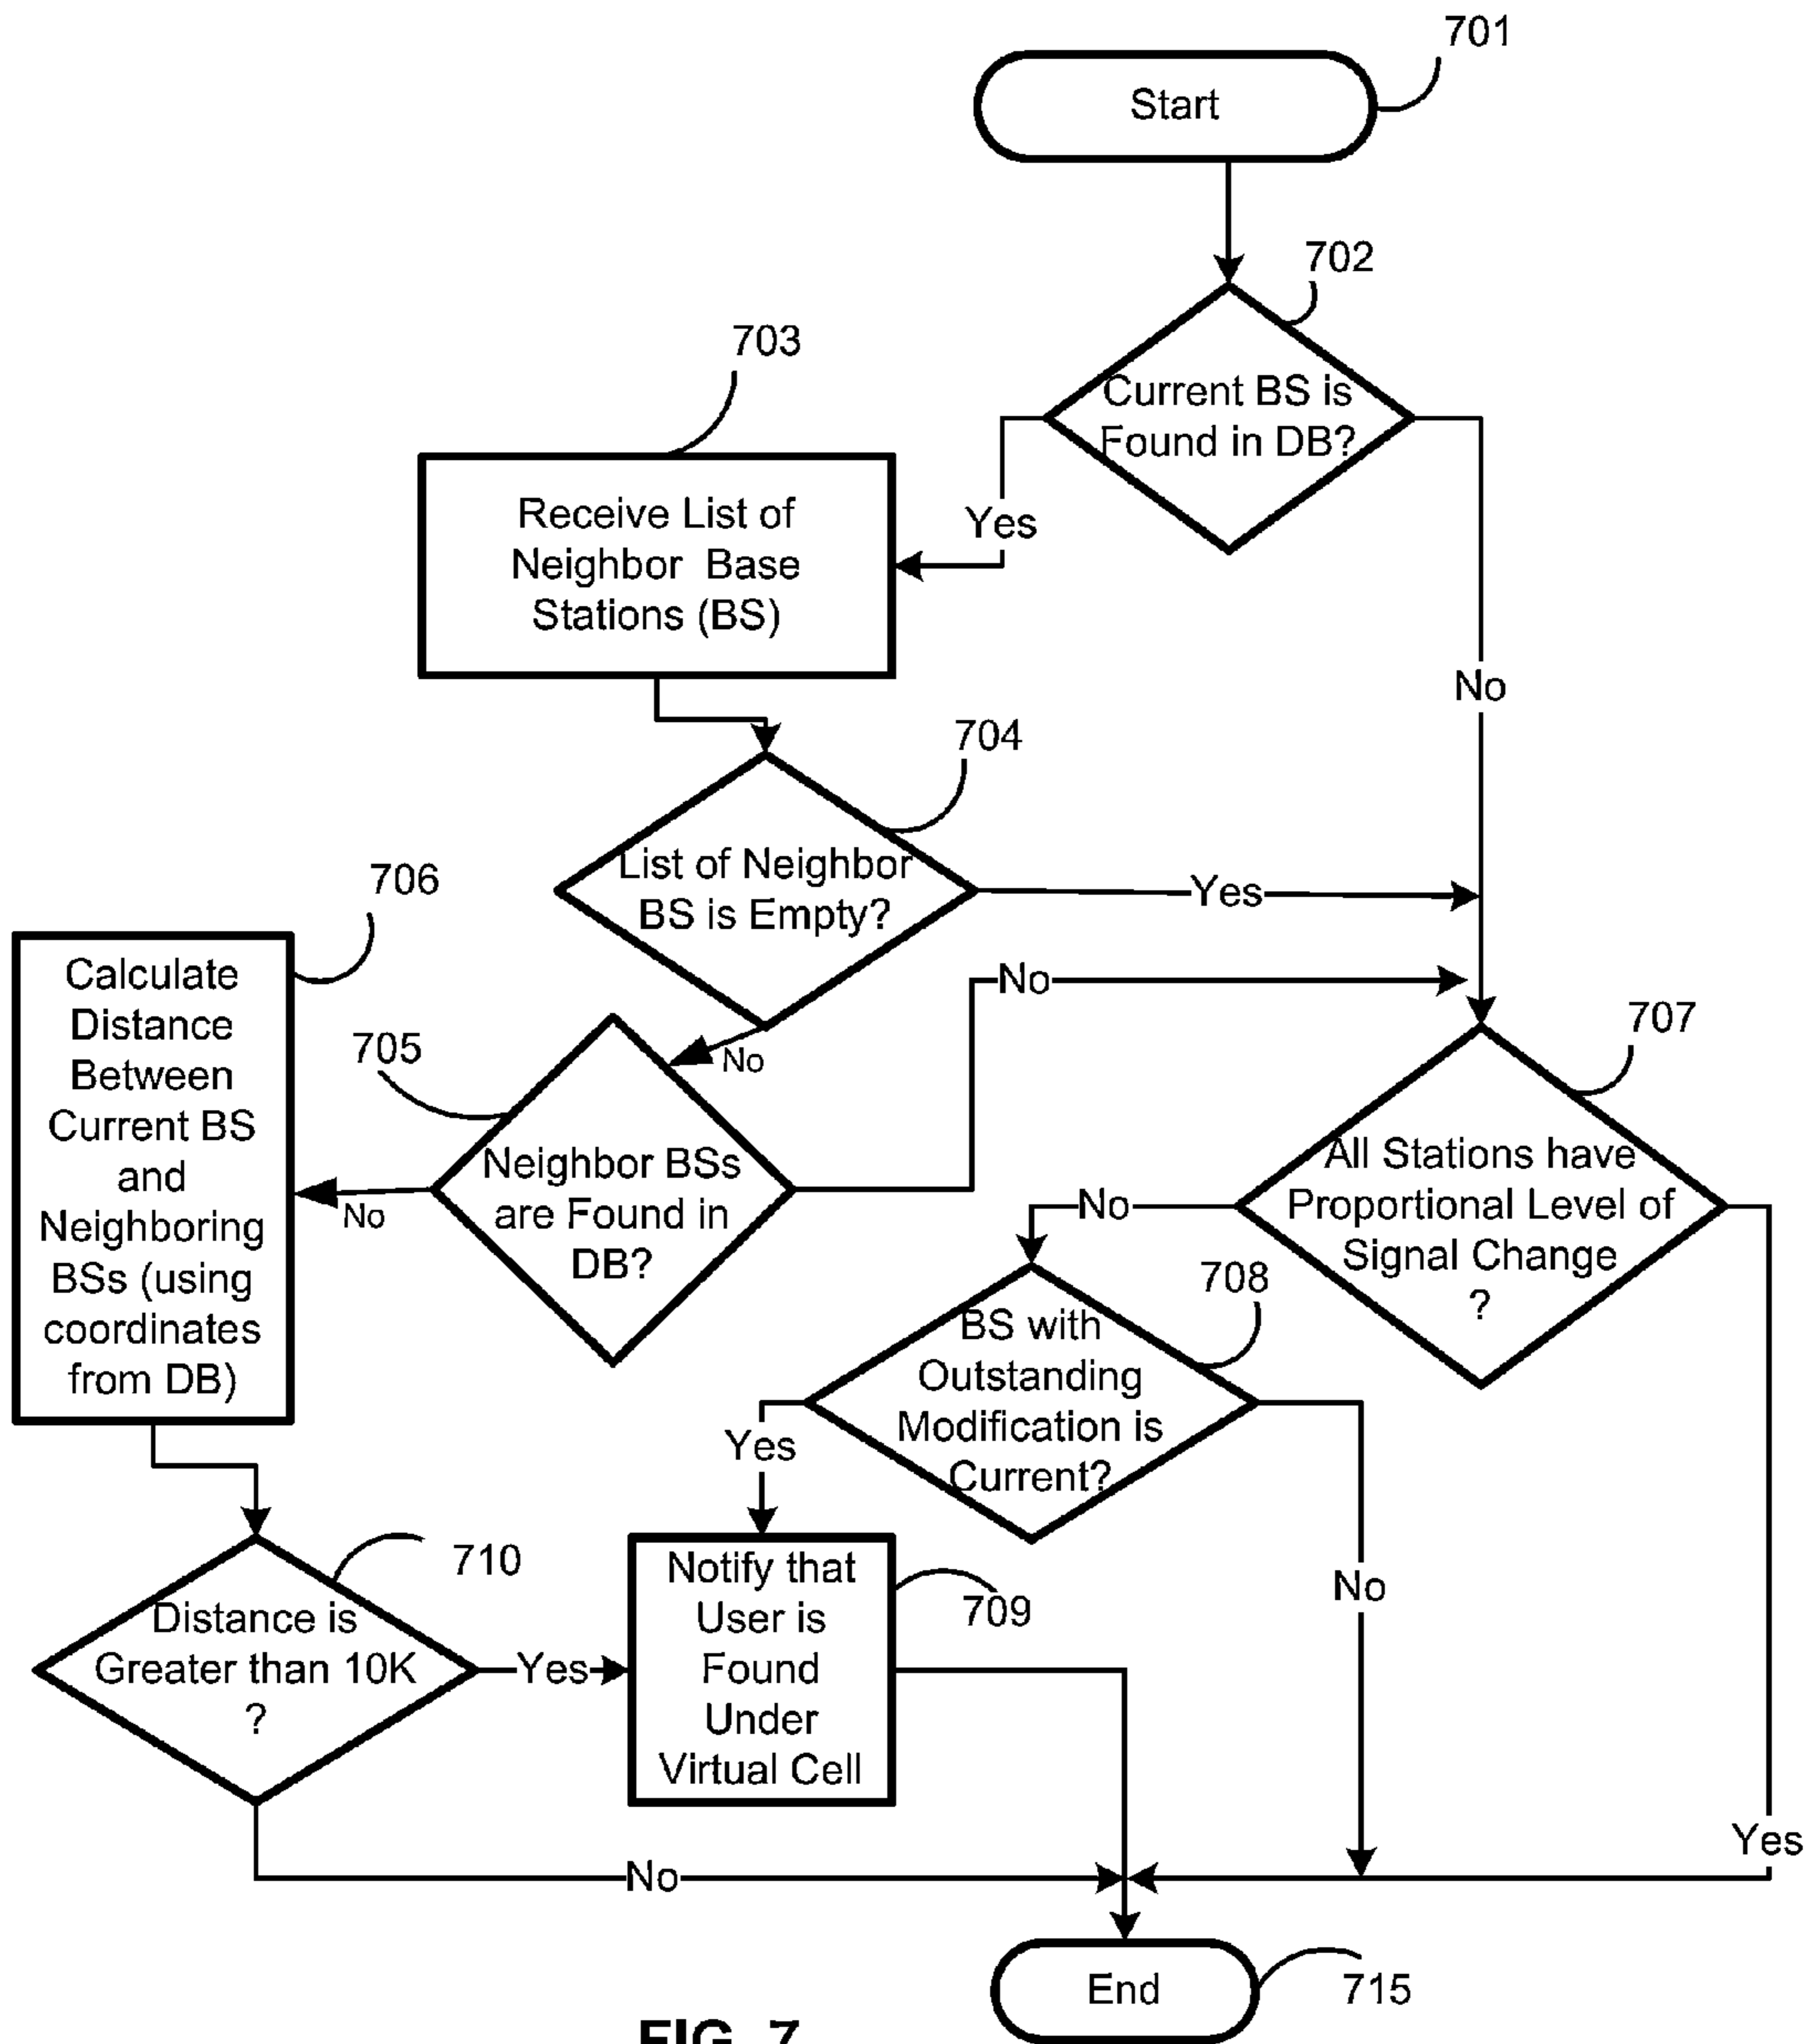 701
Start
702
Current BS is
Found in DB?
703
Receive List of
Neighbor Base
Stations (BS)
Yes
No
704
List of Neighbor
BS is Empty?
Yes
706
Calculate
Distance
Between
Current BS
and
Neighboring
BSs (using
coordinates
from DB)
No
No
705
Neighbor BSs
are Found in
DB?
No
707
All Stations have
Proportional Level of
Signal Change
?
No
708
BS with
Outstanding
Modification is
Current?
Yes
No
710
Distance is
Greater than 10K
?
Yes
Notify that
User is
Found
Under
Virtual Cell
709
Yes
No
End
715
FIG. 7